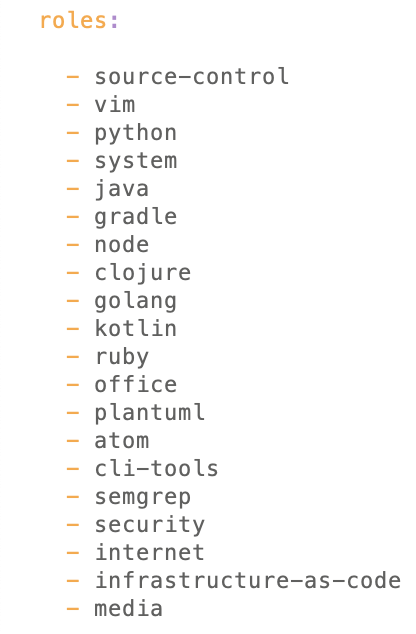 roles:
- source-control
- vim
- python
- system
- java
- gradle
- node
- clojure
- golang
- kotlin
- ruby
- office
- plantuml
- atom
- cli-tools
- semgrep
- security
- internet
- infrastructure-as-code
- media